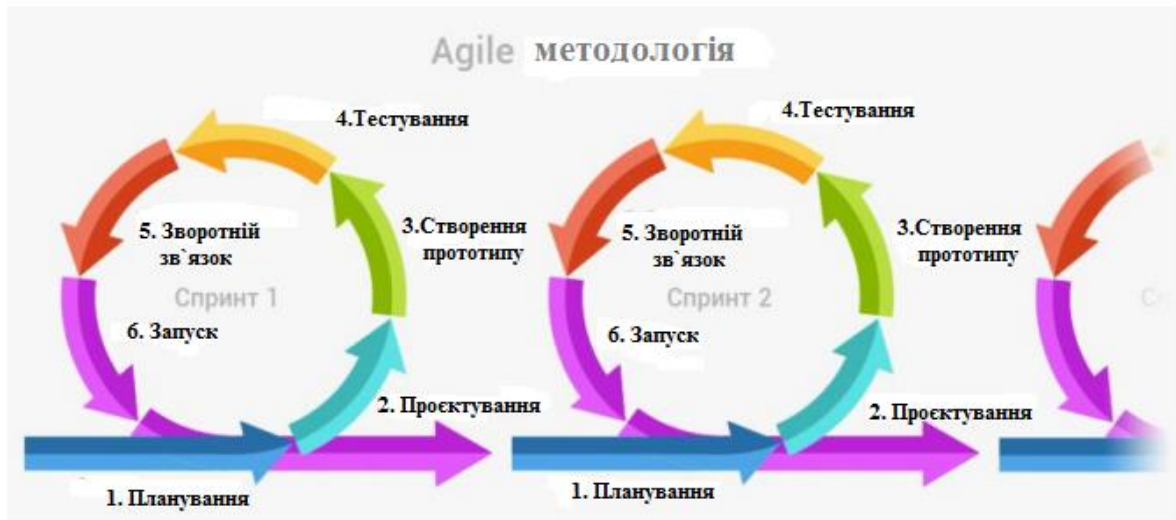 Agile методологія
4.Тестування
5. Зворотній
зв`язок
3.Створення
прототипу
Спринт 1
6. Запуск
2. Проєктування
1. Планування
4.Тестування
5. Зворотній
зв`язок
3.Створення
прототипу
Спринт 2
6. Запуск
2. Проєктування
1. Планування